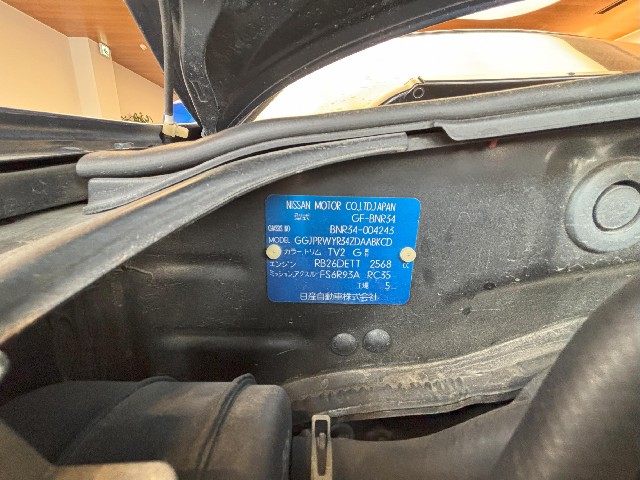 NISSAN MOTOR CO.,LTD.JAPAN
型式 GF-BNR34
CHASSIS NO BNR34-004243
MODEL GGJPRWYR34ZDAABKCD
カラー トリム TV2 G
エンジン RB26DETT 2568 cc
ミッション,アクスル FS6R93A RC35
工場 5
日産自動車株式会社